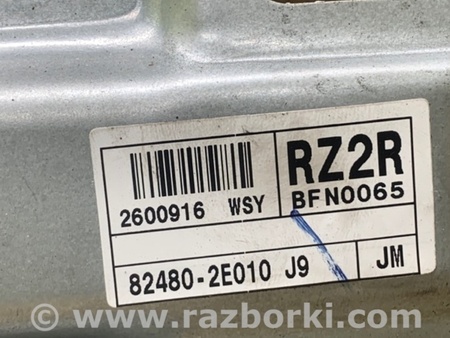 RZ2R
2600916 WSY BFN0065
82480-2E010 J9 JM
© www.razborki.com